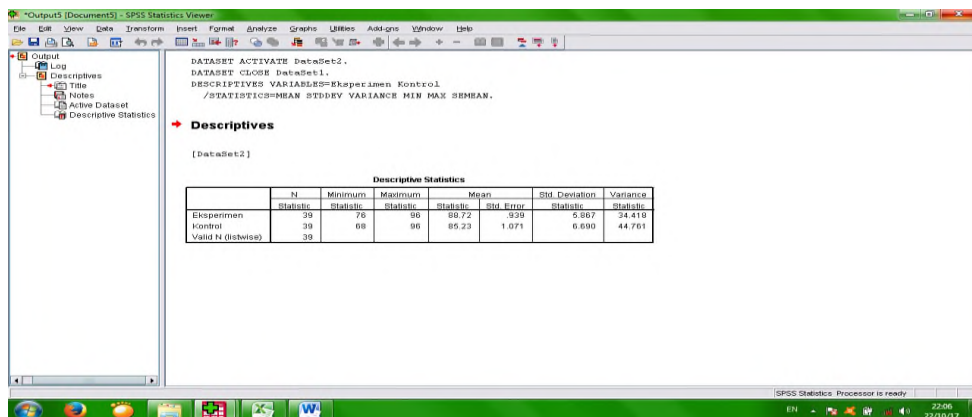 *Output5 [Document5] - SPSS Statistics Viewer
File Edit View Data Transform Insert Format Analyze Graphs Utilities Add-ons Window Help
Output
Log
Descriptives
Title
Notes
Active Dataset
Descriptive Statistics
DATASET ACTIVATE DataSet2.
DATASET CLOSE DataSet1.
DESCRIPTIVES VARIABLES=Eksperimen Kontrol
/STATISTICS=MEAN STDDEV VARIANCE MIN MAX SEMEAN.
Descriptives
[DataSet2]
Descriptive Statistics
N Minimum Maximum Mean Std. Deviation Variance
Statistic Statistic Statistic Statistic Std. Error Statistic Statistic
Eksperimen 39 76 96 88.72 .939 5.867 34.418
Kontrol 39 68 96 85.23 1.071 6.690 44.761
Valid N (listwise) 39
SPSS Statistics Processor is ready
EN 22:06
22/10/17